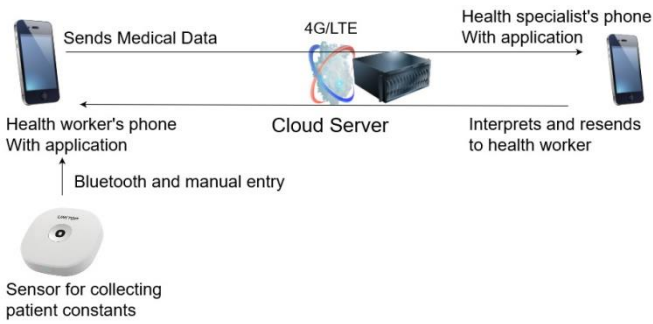 4G/LTE
Health specialist's phone
With application
Sends Medical Data
Health worker's phone
With application
Cloud Server
Interprets and resends
to health worker
Bluetooth and manual entry
Sensor for collecting
patient constants